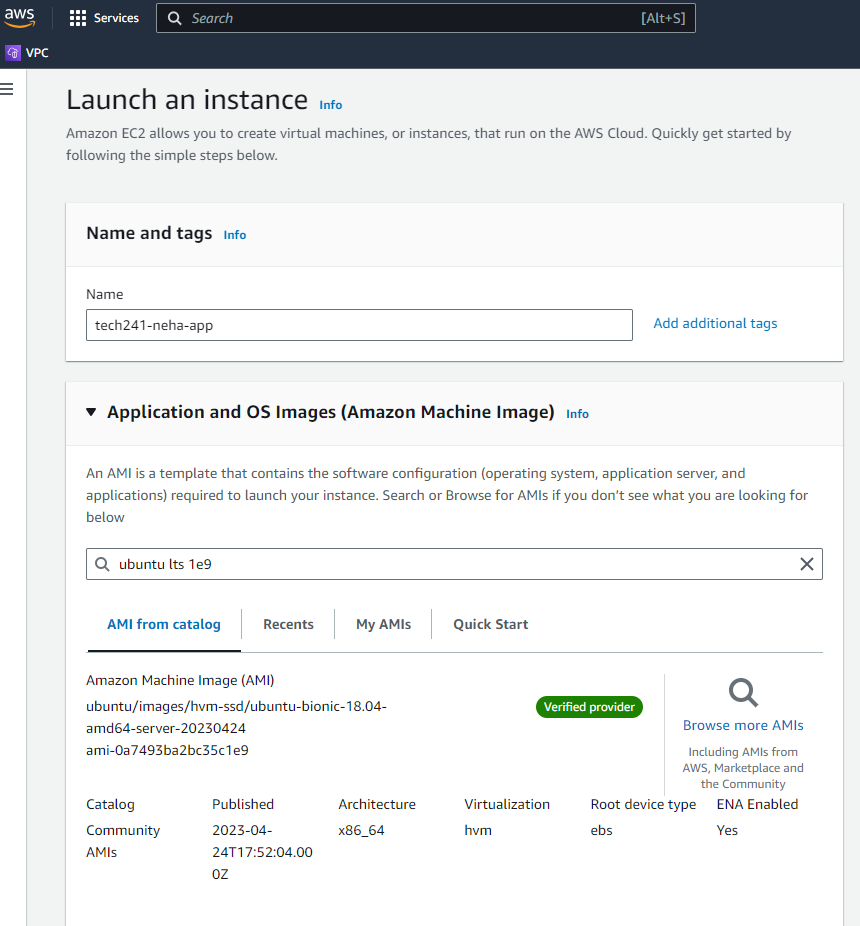 aws
Services
Search
[Alt+S]
VPC
Launch an instance Info
Amazon EC2 allows you to create virtual machines, or instances, that run on the AWS Cloud. Quickly get started by
following the simple steps below.
Name and tags Info
Name
tech241-neha-app
Add additional tags
Application and OS Images (Amazon Machine Image) Info
An AMI is a template that contains the software configuration (operating system, application server, and
applications) required to launch your instance. Search or Browse for AMIs if you don't see what you are looking for
below
ubuntu lts 1e9
AMI from catalog
Recents
My AMIs
Quick Start
Amazon Machine Image (AMI)
ubuntu/images/hvm-ssd/ubuntu-bionic-18.04-
amd64-server-20230424
ami-0a7493ba2bc35c1e9
Verified provider
Browse more AMIs
Including AMIs from
AWS, Marketplace and
the Community
Catalog
Community
AMIs
Published
2023-04-
24T17:52:04.00
0Z
Architecture
x86_64
Virtualization
hvm
Root device type
ebs
ENA Enabled
Yes